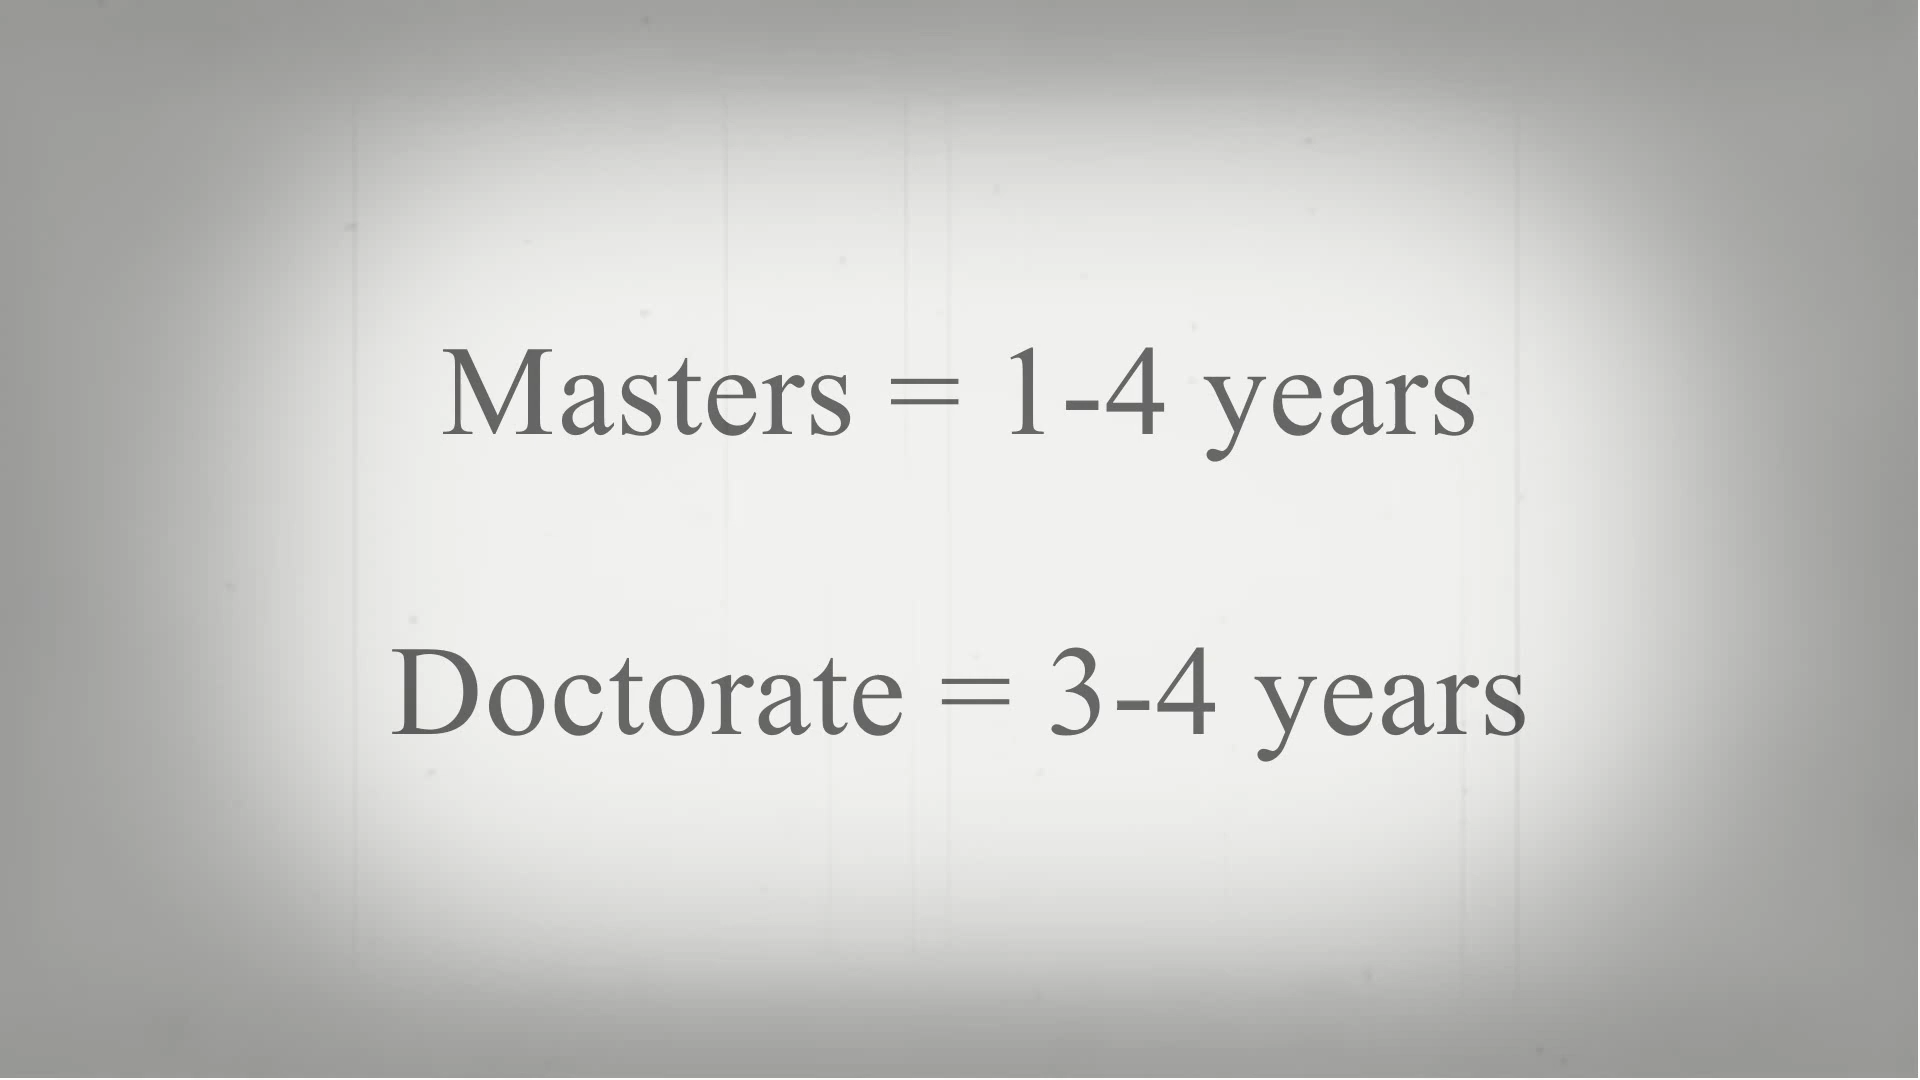 Masters = 1-4 years
Doctorate = 3-4 years